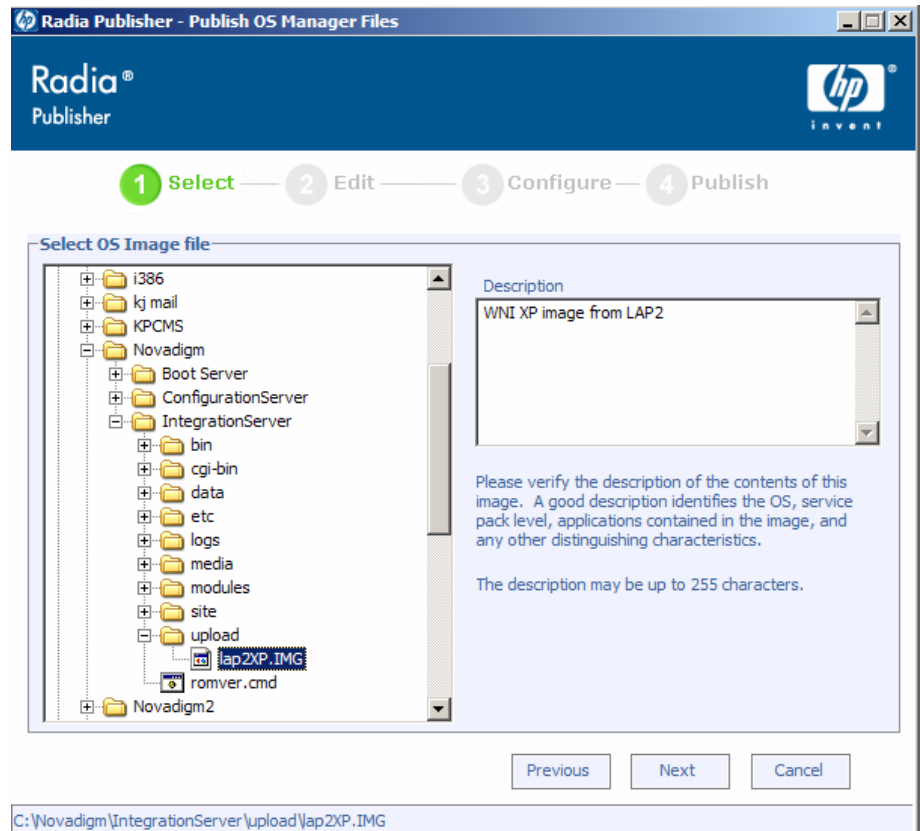 Radia Publisher - Publish OS Manager Files
Radia®
Publisher
hp
®
invent
1 Select 2 Edit 3 Configure 4 Publish
Select OS Image file
i386
kj mail
KPCMS
Novadigm
Boot Server
ConfigurationServer
IntegrationServer
bin
cgi-bin
data
etc
logs
media
modules
site
upload
lap2XP.IMG
romver.cmd
Novadigm2
Description
WNI XP image from LAP2
Please verify the description of the contents of this
image. A good description identifies the OS, service
pack level, applications contained in the image, and
any other distinguishing characteristics.
The description may be up to 255 characters.
Previous Next Cancel
C:\Novadigm\IntegrationServer\upload\lap2XP.IMG